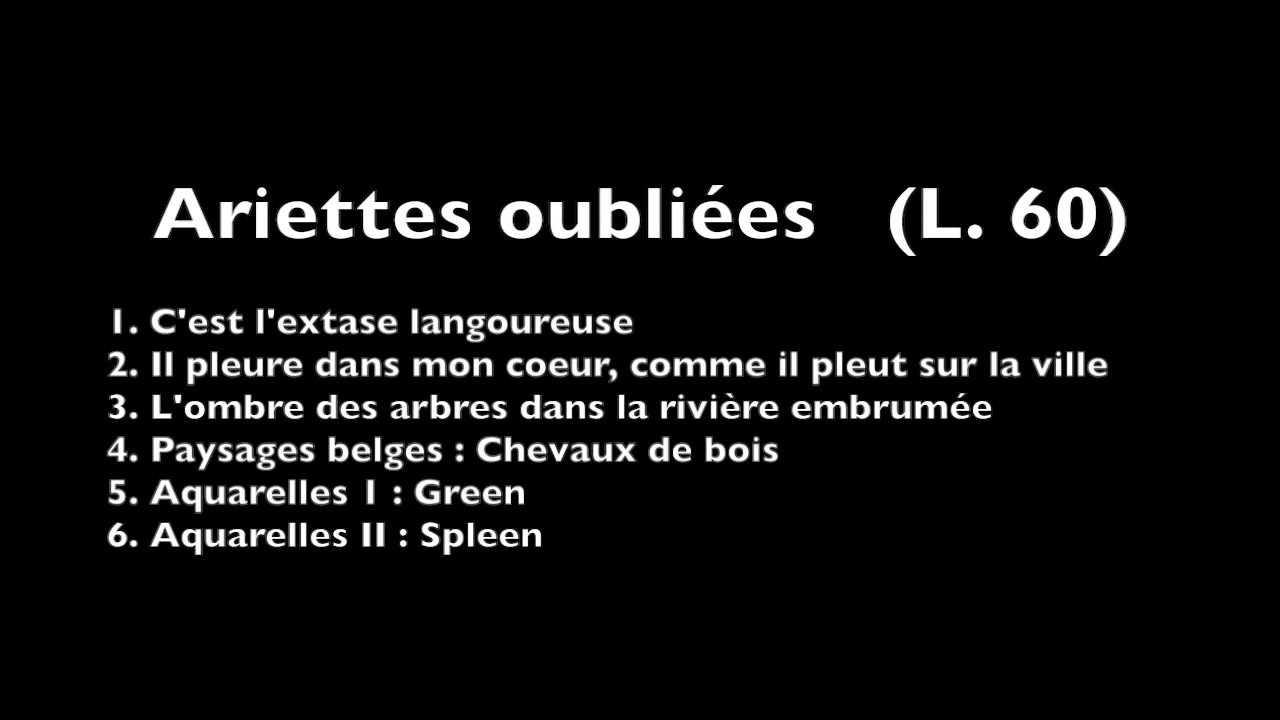 Ariettes oubliées (L. 60)
1. C'est l'extase langoureuse
2. Il pleure dans mon coeur, comme il pleut sur la ville
3. L'ombre des arbres dans la rivière embrumée
4. Paysages belges : Chevaux de bois
5. Aquarelles 1 : Green
6. Aquarelles II : Spleen